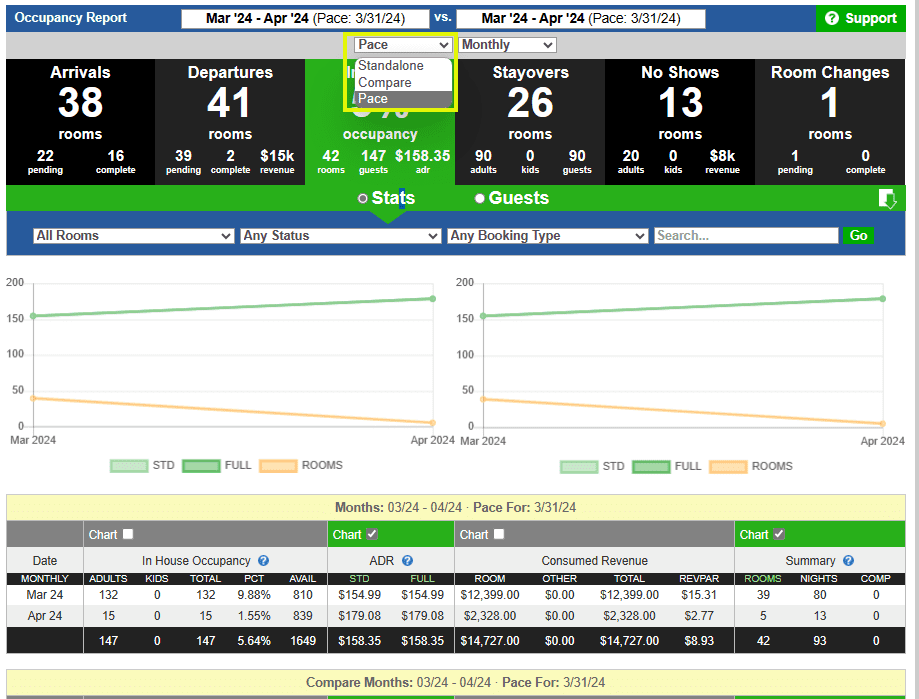 Occupancy Report
Mar '24 - Apr '24 (Pace: 3/31/24) vs. Mar '24 - Apr '24 (Pace: 3/31/24)
Support
Pace Monthly
Standalone
Compare
Pace
Arrivals
38
rooms
22 16
pending complete
Departures
41
rooms
39 2 $15k
pending complete revenue
occupancy
42 147 $158.35
rooms guests adr
Stayovers
26
rooms
90 0 90
adults kids guests
No Shows
13
rooms
20 0 $8k
adults kids revenue
Room Changes
1
rooms
1 0
pending complete
Stats Guests
All Rooms Any Status Any Booking Type Search... Go
200
150
100
50
0
Mar 2024 Apr 2024
STD FULL ROOMS
200
150
100
50
0
Mar 2024 Apr 2024
STD FULL ROOMS
Months: 03/24 - 04/24 · Pace For: 3/31/24
Chart Chart Chart Chart
Date In House Occupancy ? ADR ? Consumed Revenue Summary ?
MONTHLY ADULTS KIDS TOTAL PCT AVAIL STD FULL ROOM OTHER TOTAL REVPAR ROOMS NIGHTS COMP
Mar 24 132 0 132 9.88% 810 $154.99 $154.99 $12,399.00 $0.00 $12,399.00 $15.31 39 80 0
Apr 24 15 0 15 1.55% 839 $179.08 $179.08 $2,328.00 $0.00 $2,328.00 $2.77 5 13 0
147 0 147 5.64% 1649 $158.35 $158.35 $14,727.00 $0.00 $14,727.00 $8.93 42 93 0
Compare Months: 03/24 - 04/24 · Pace For: 3/31/24